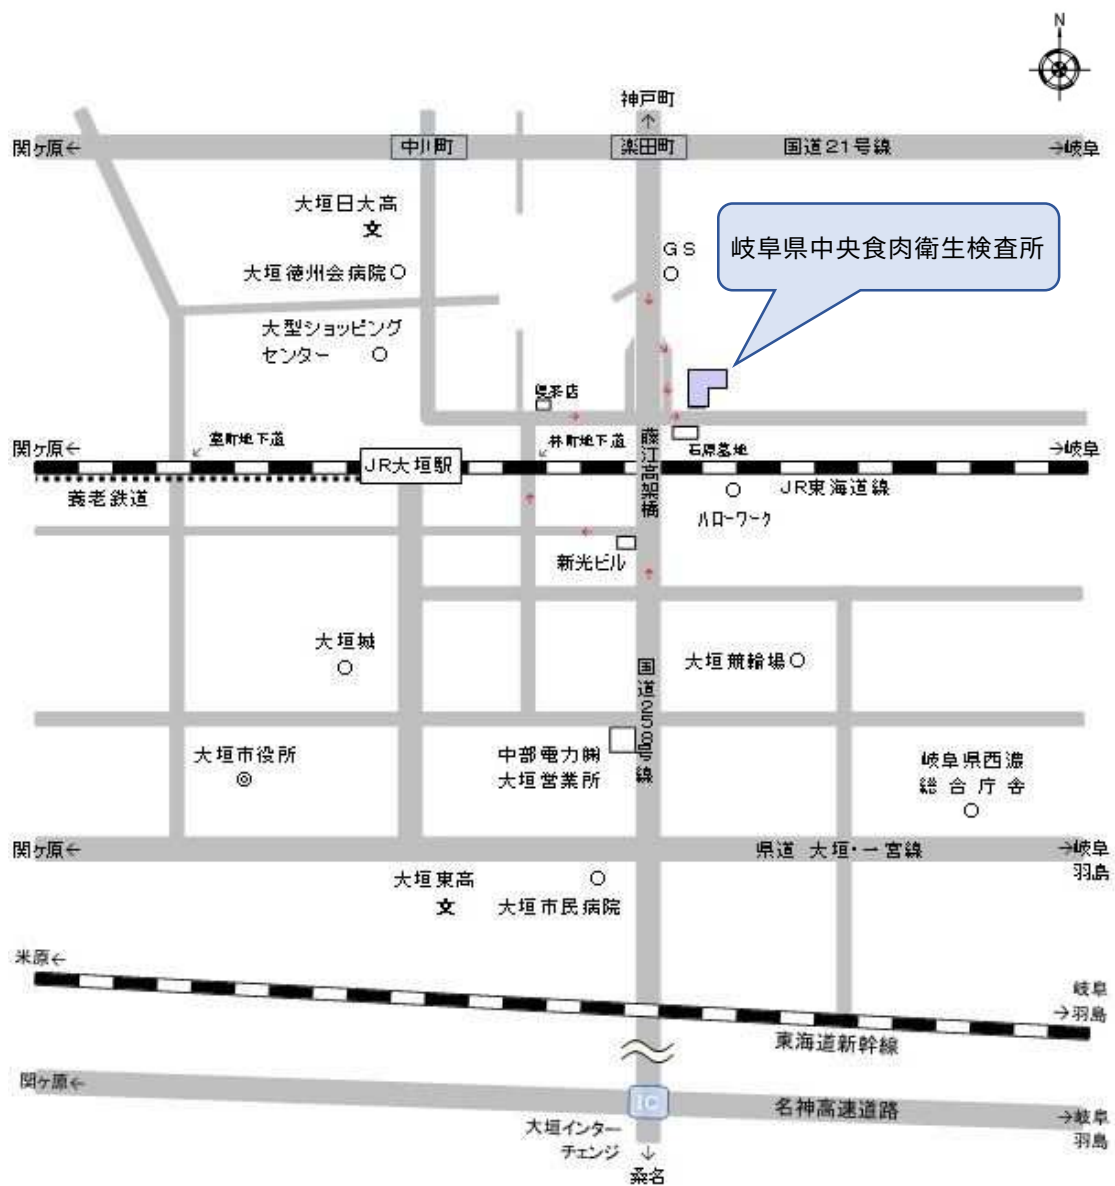 N
神戸町
↑
関ヶ原←
中川町
楽田町
国道21号線
→岐阜
大垣日大高
文
GS
岐阜県中央食肉衛生検査所
大垣徳州会病院
大型ショッピング
センター
喫茶店
関ヶ原←
室町地下道
JR大垣駅
林町地下道
藤江高架橋
石原墓地
→岐阜
養老鉄道
JR東海道線
ハローワーク
新光ビル
大垣城
大垣競輪場
国道258号線
大垣市役所
中部電力㈱
大垣営業所
岐阜県西濃
総合庁舎
関ヶ原←
県道 大垣・一宮線
→岐阜
羽島
大垣東高
文
大垣市民病院
米原←
岐阜
→羽島
東海道新幹線
関ヶ原←
IC
名神高速道路
→岐阜
羽島
大垣インター
チェンジ
↓
桑名